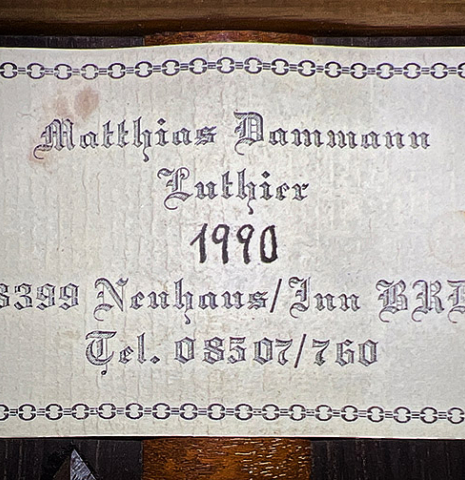 Matthias Dammann
Luthier
1990
8399 Neuhaus/Inn BRD
Tel. 08507/760